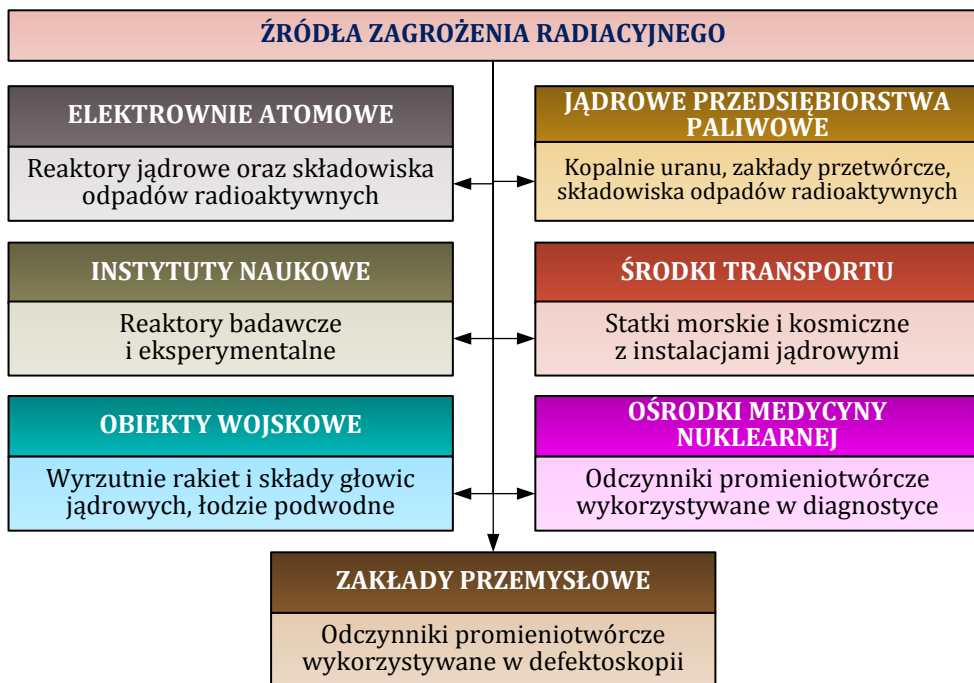 ŹRÓDŁA ZAGROŻENIA RADIACYJNEGO
ELEKTROWNIE ATOMOWE
Reaktory jądrowe oraz składowiska
odpadów radioaktywnych
JĄDROWE PRZEDSIĘBIORSTWA
PALIWOWE
Kopalnie uranu, zakłady przetwórcze,
składowiska odpadów radioaktywnych
INSTYTUTY NAUKOWE
Reaktory badawcze
i eksperymentalne
ŚRODKI TRANSPORTU
Statki morskie i kosmiczne
z instalacjami jądrowymi
OBIEKTY WOJSKOWE
Wyrzutnie rakiet i składy głowic
jądrowych, łodzie podwodne
OŚRODKI MEDYCYNY
NUKLEARNEJ
Odczynniki promieniotwórcze
wykorzystywane w diagnostyce
ZAKŁADY PRZEMYSŁOWE
Odczynniki promieniotwórcze
wykorzystywane w defektoskopii